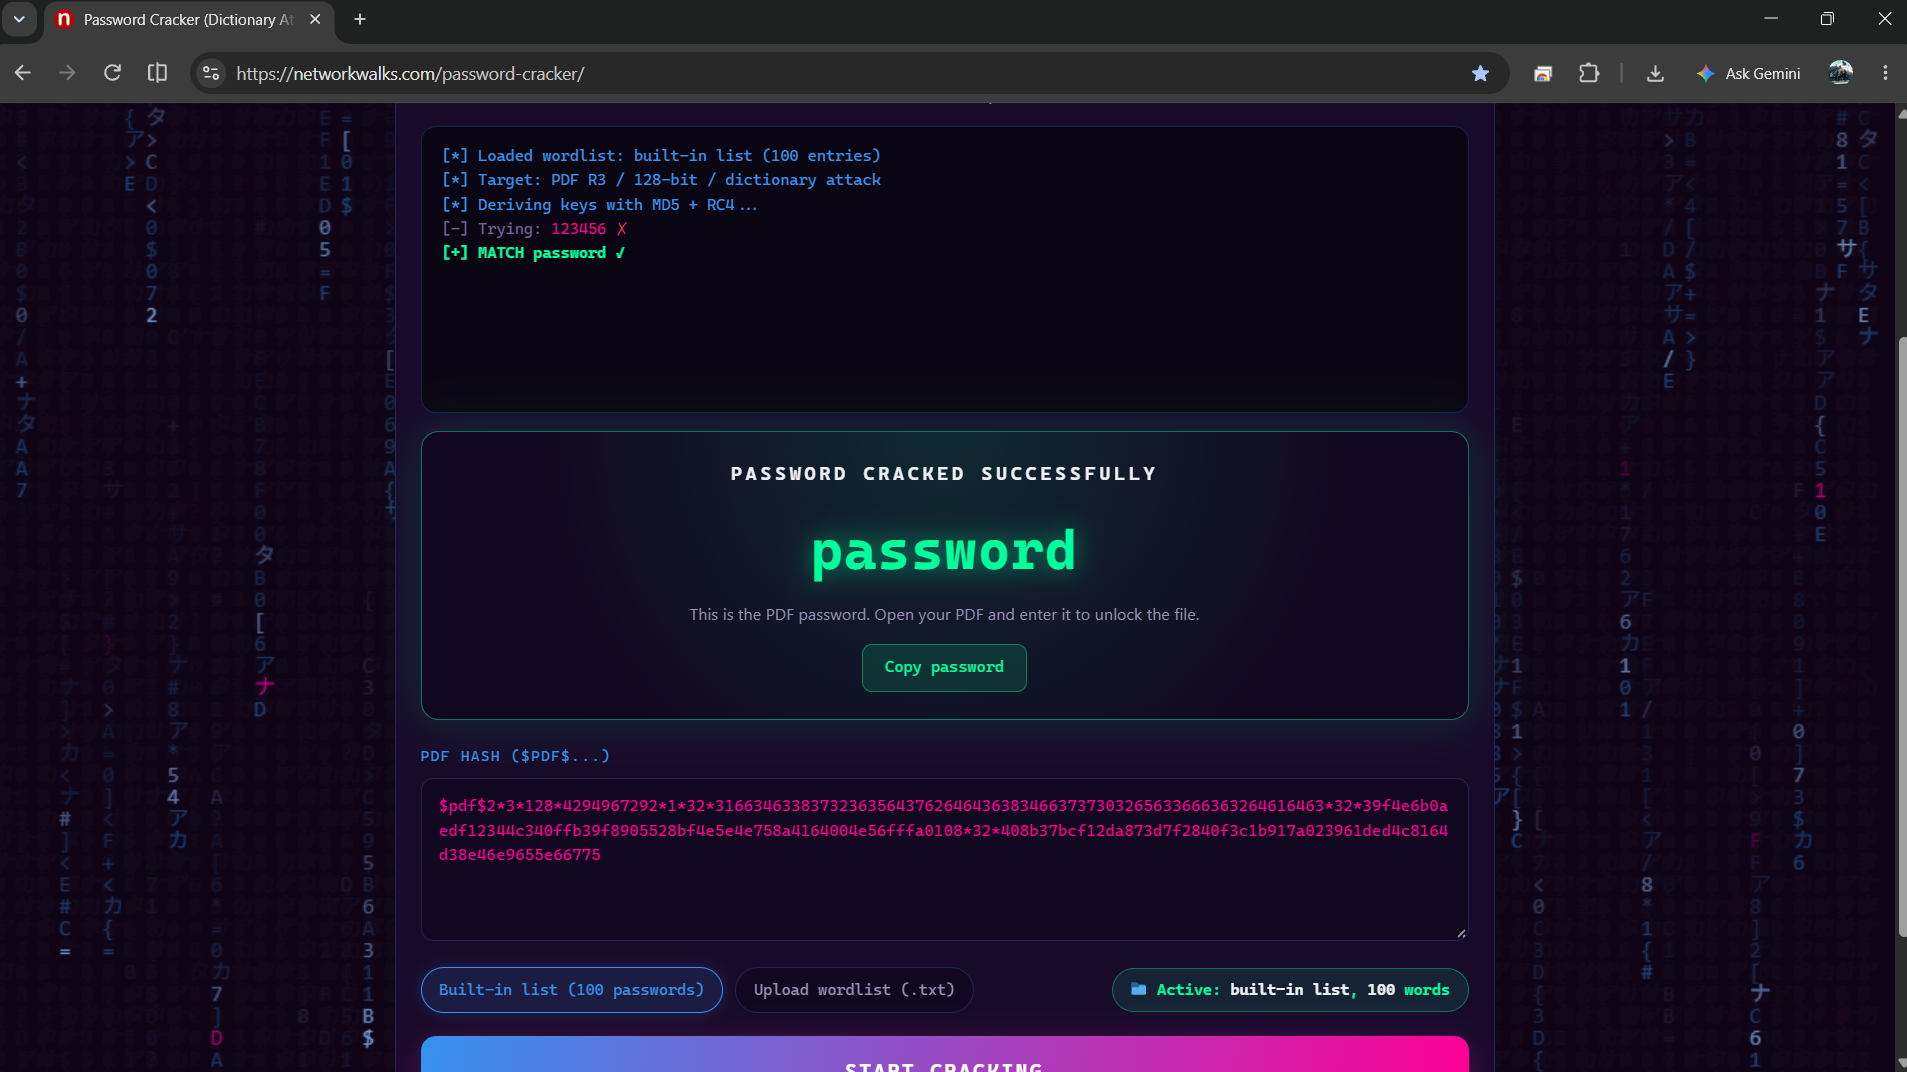 Password Cracker (Dictionary At
https://networkwalks.com/password-cracker/
Ask Gemini
[*] Loaded wordlist: built-in list (100 entries)
[*] Target: PDF R3 / 128-bit / dictionary attack
[*] Deriving keys with MD5 + RC4...
[-] Trying: 123456 ✗
[+] MATCH password ✓
PASSWORD CRACKED SUCCESSFULLY
password
This is the PDF password. Open your PDF and enter it to unlock the file.
Copy password
PDF HASH ($PDF$...)
$pdf$2*3*128*4294967292*1*32*3166346338373236356437626464363834663737303265633666363264616463*32*39f4e6b0a
edf12344c340ffb39f8905528bf4e5e4e758a4164004e56fffa0108*32*408b37bcf12da873d7f2840f3c1b917a023961ded4c8164
d38e46e9655e66775
Built-in list (100 passwords)
Upload wordlist (.txt)
Active: built-in list, 100 words
START CRACKING